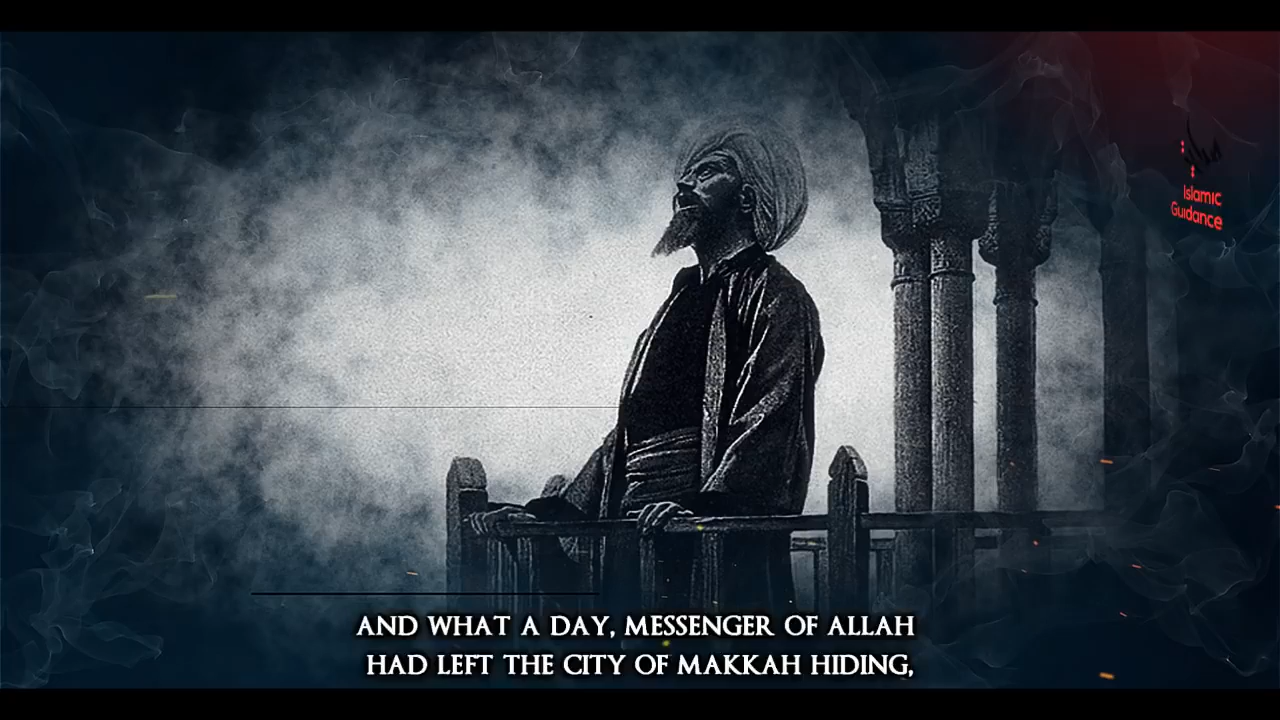 Islamic
Guidance
AND WHAT A DAY, MESSENGER OF ALLAH
HAD LEFT THE CITY OF MAKKAH HIDING,